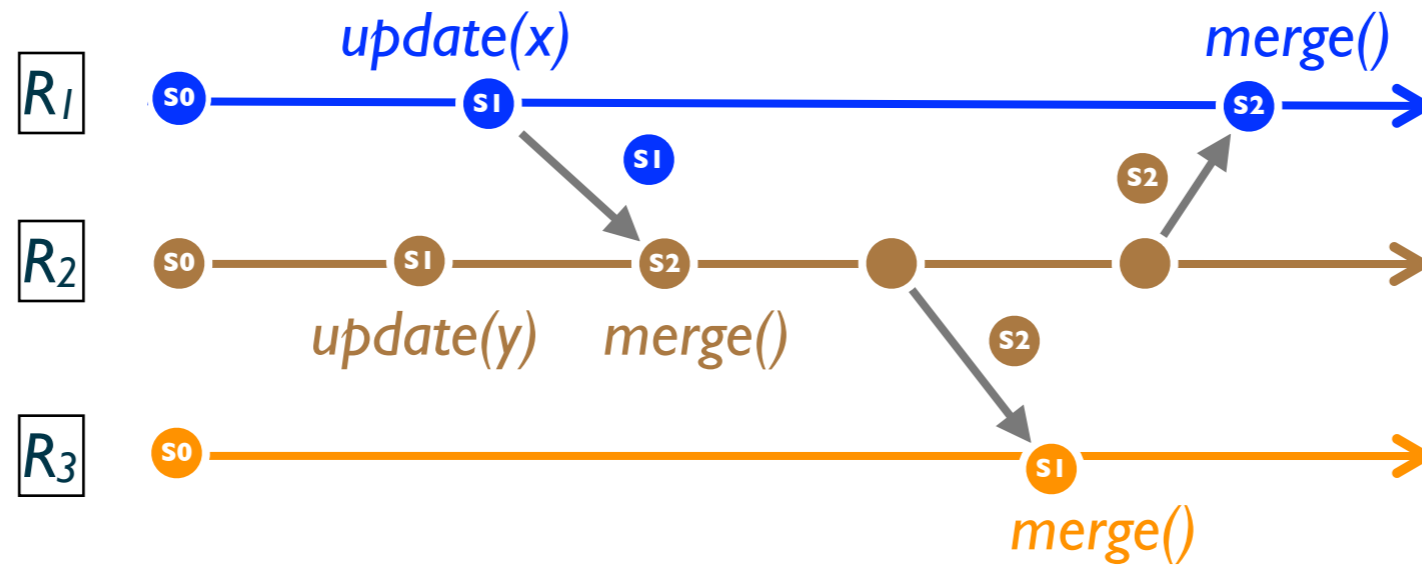 update(x) merge()
R1 S0 S1 S2
S1 S2
R2 S0 S1 S2
update(y) merge() S2
R3 S0 S1
merge()